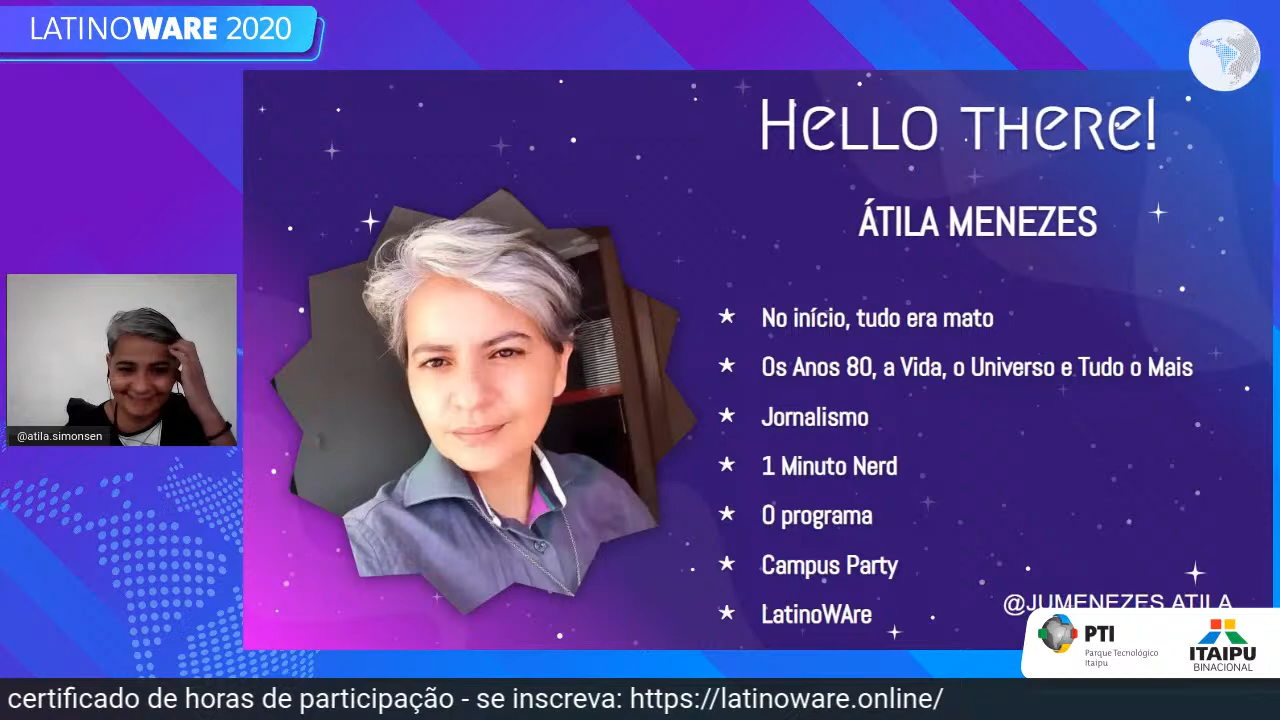 LATINOWARE 2020
HELLO THERE!
ÁTILA MENEZES
No início, tudo era mato
Os Anos 80, a Vida, o Universo e Tudo o Mais
Jornalismo
1 Minuto Nerd
O programa
Campus Party
LatinoWAre
@JUMENEZES.ATILA
@atila.simonsen
PTI
Parque Tecnológico
Itaipu
ITAIPU
BINACIONAL
certificado de horas de participação - se inscreva: https://latinoware.online/